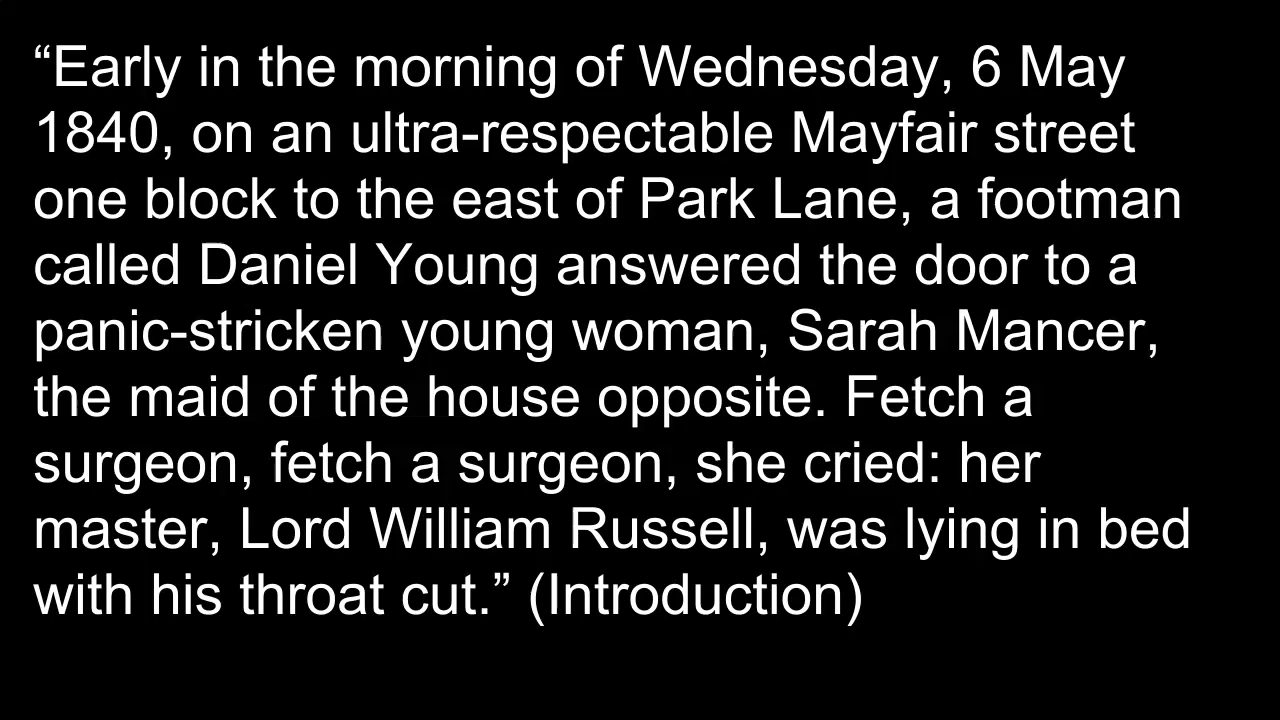 “Early in the morning of Wednesday, 6 May
1840, on an ultra-respectable Mayfair street
one block to the east of Park Lane, a footman
called Daniel Young answered the door to a
panic-stricken young woman, Sarah Mancer,
the maid of the house opposite. Fetch a
surgeon, fetch a surgeon, she cried: her
master, Lord William Russell, was lying in bed
with his throat cut.” (Introduction)